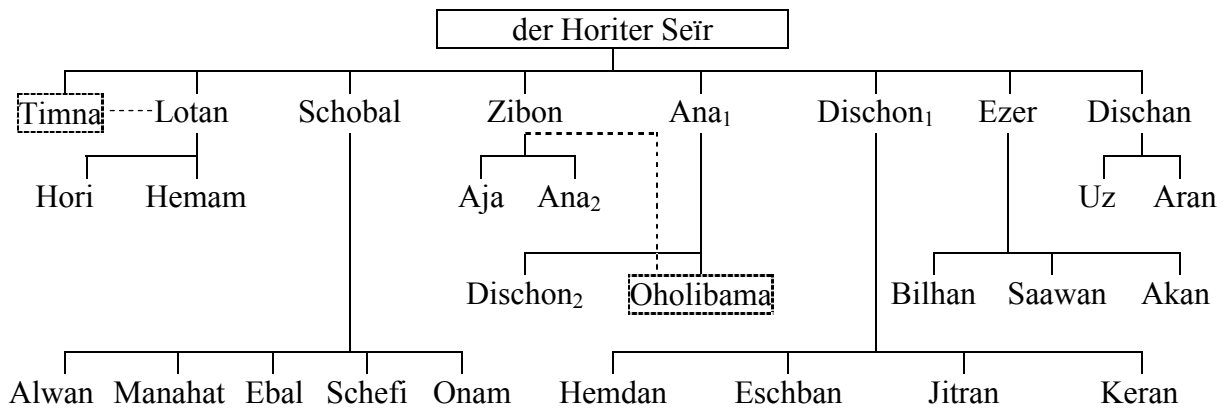 der Horiter Seïr
Timna Lotan Schobal Zibon Ana₁ Dischon₁ Ezer Dischan
Hori Hemam Aja Ana₂ Uz Aran
Dischon₂ Oholibama Bilhan Saawan Akan
Alwan Manahat Ebal Schefi Onam Hemdan Eschban Jitran Keran